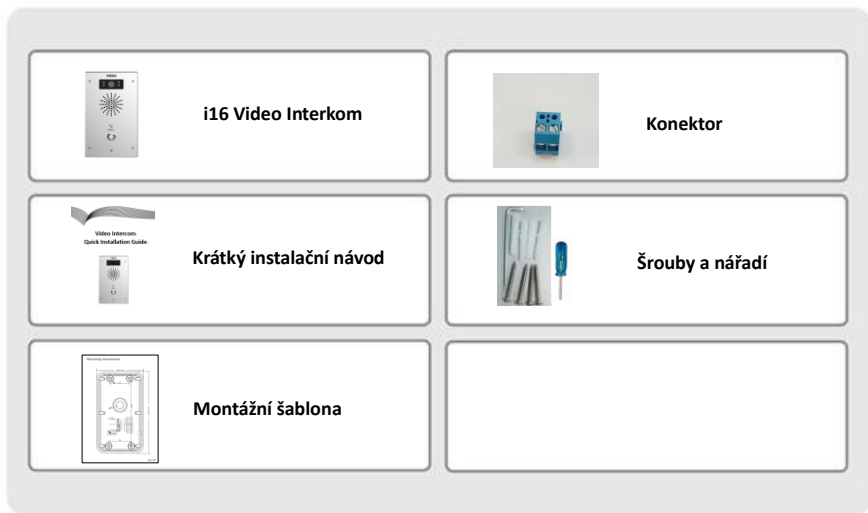 i16 Video Interkom
Konektor
Video Intercom
Quick Installation Guide
Krátký instalační návod
Šrouby a nářadí
Montážní šablona